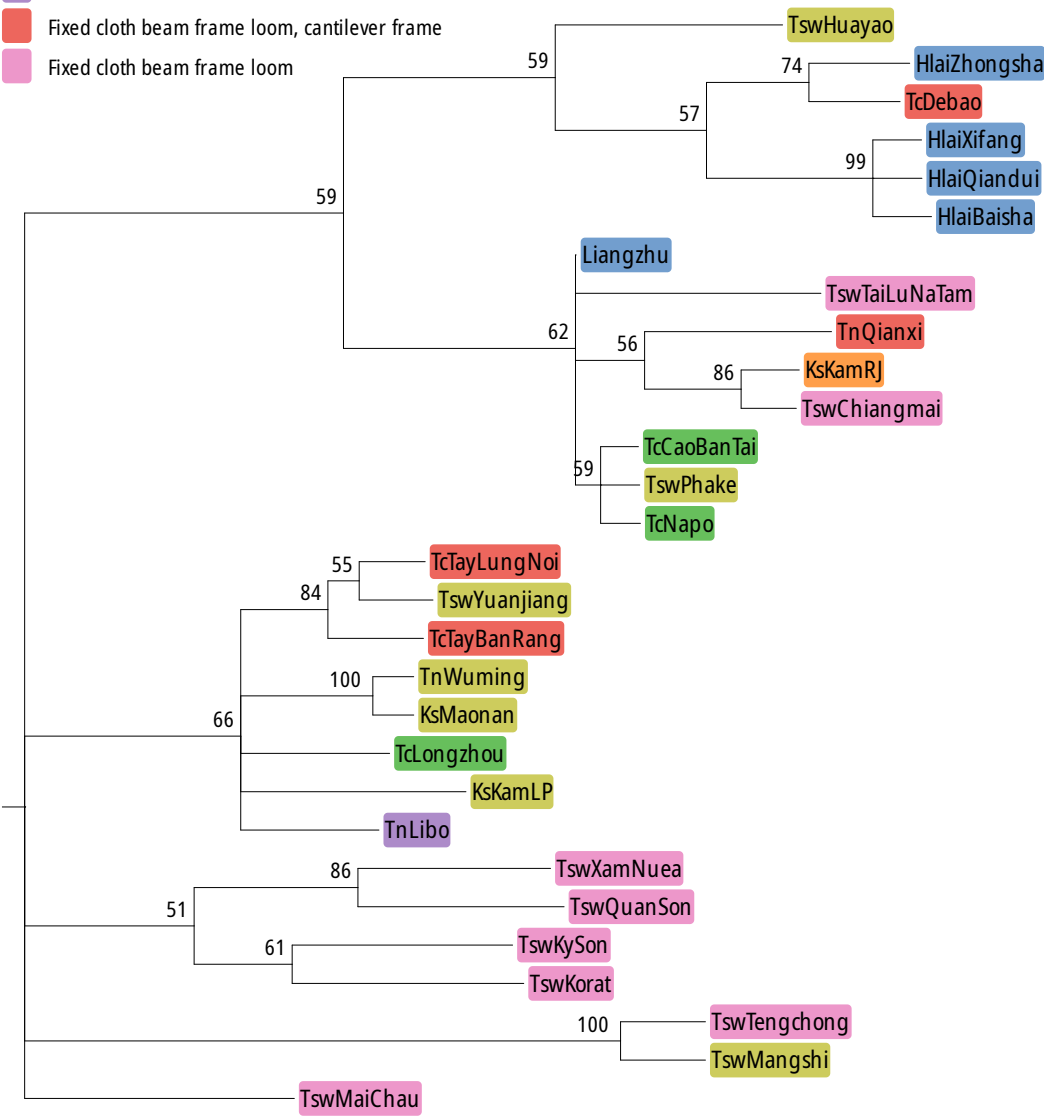 Fixed cloth beam frame loom, cantilever frame
Fixed cloth beam frame loom
TswHuayao
59
HlaiZhongsha
74
TcDebao
57
HlaiXifang
99
HlaiQiandui
59
HlaiBaisha
Liangzhu
TswTaiLuNaTam
62
TnQianxi
56
KsKamRJ
86
TswChiangmai
TcCaoBanTai
59
TswPhake
TcNapo
TcTayLungNoi
55
TswYuanjiang
84
TcTayBanRang
TnWuming
100
KsMaonan
66
TcLongzhou
KsKamLP
TnLibo
TswXamNuea
86
TswQuanSon
51
TswKySon
61
TswKorat
TswTengchong
100
TswMangshi
TswMaiChau